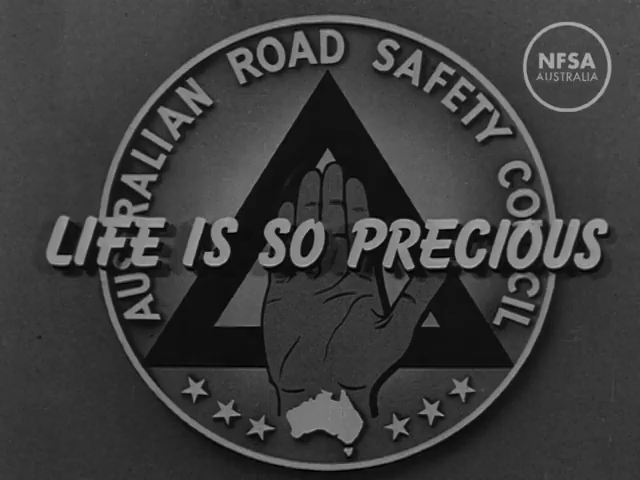 NFSA
AUSTRALIA
AUSTRALIAN ROAD SAFETY COUNCIL
LIFE IS SO PRECIOUS